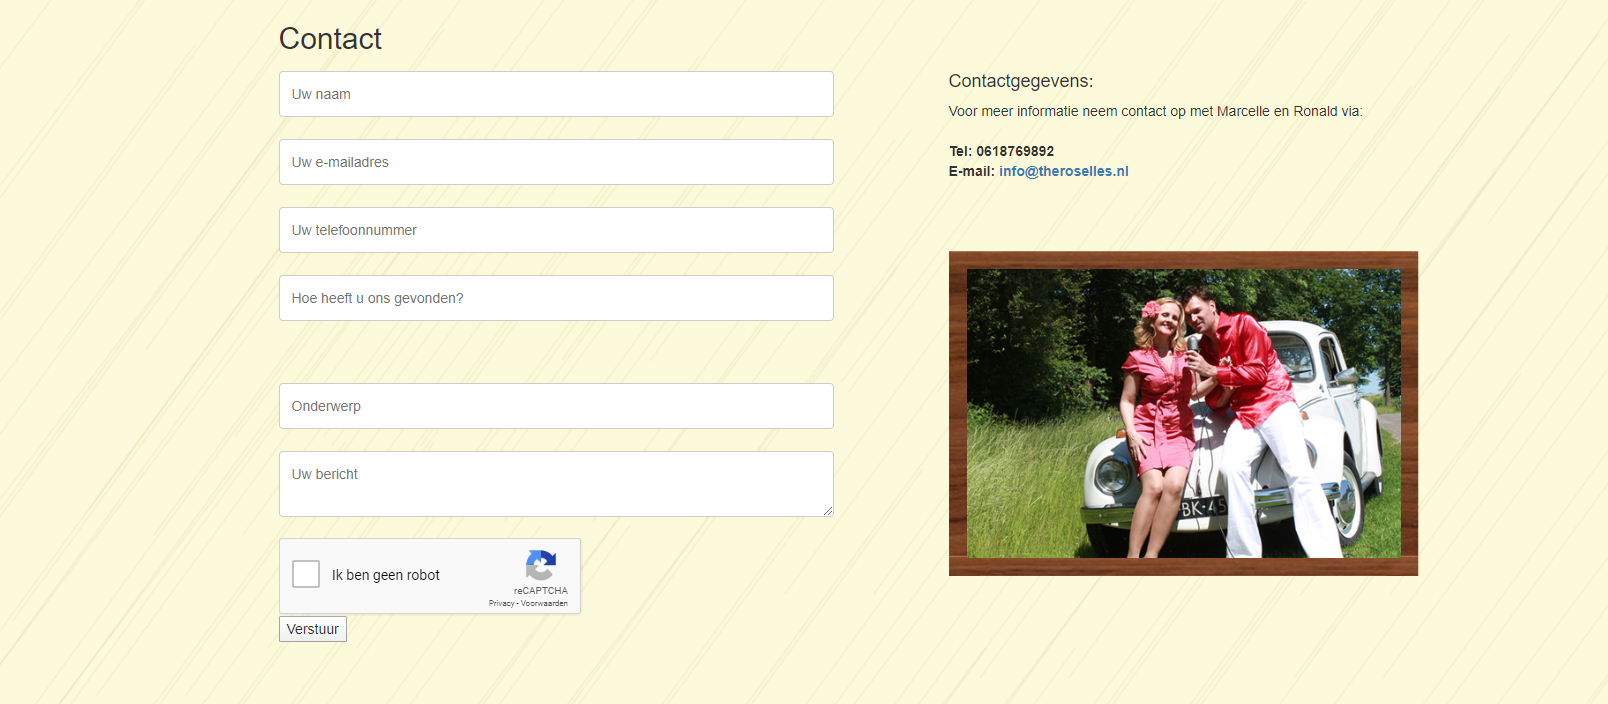 Contact
Uw naam
Uw e-mailadres
Uw telefoonnummer
Hoe heeft u ons gevonden?
Onderwerp
Uw bericht
Ik ben geen robot
reCAPTCHA
Privacy - Voorwaarden
Verstuur
Contactgegevens:
Voor meer informatie neem contact op met Marcelle en Ronald via:
Tel: 0618769892
E-mail: info@theroselles.nl
BK-45